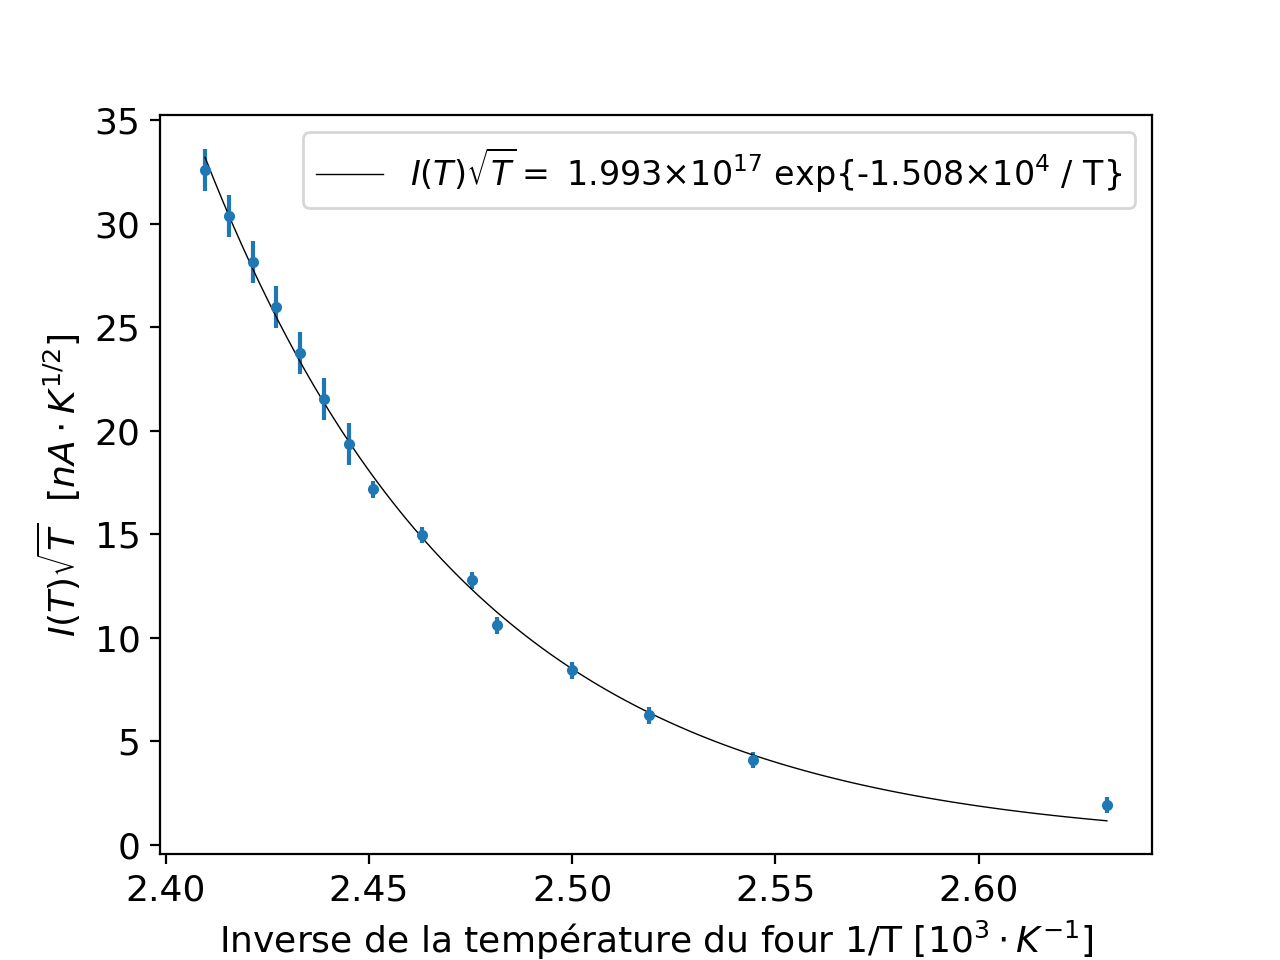 35
30
25
20
15
10
5
0
I(T)√T [nA · K^{1/2}]
I(T)√T = 1.993×10^{17} exp{-1.508×10^{4} / T}
2.40 2.45 2.50 2.55 2.60
Inverse de la température du four 1/T [10^{3} · K^{−1}]